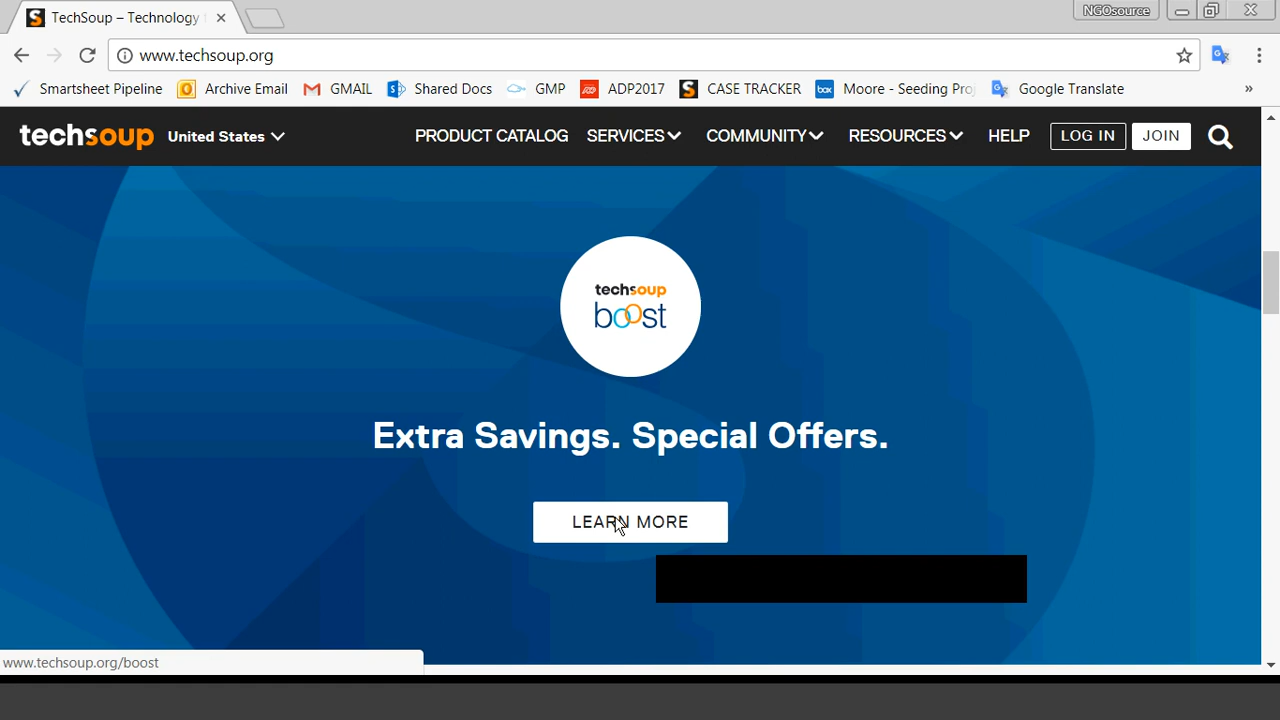 TechSoup – Technology
NGOsource
www.techsoup.org
Smartsheet Pipeline Archive Email GMAIL Shared Docs GMP ADP2017 CASE TRACKER Moore - Seeding Proj Google Translate »
techsoup United States PRODUCT CATALOG SERVICES COMMUNITY RESOURCES HELP LOG IN JOIN
techsoup
boost
Extra Savings. Special Offers.
LEARN MORE
www.techsoup.org/boost